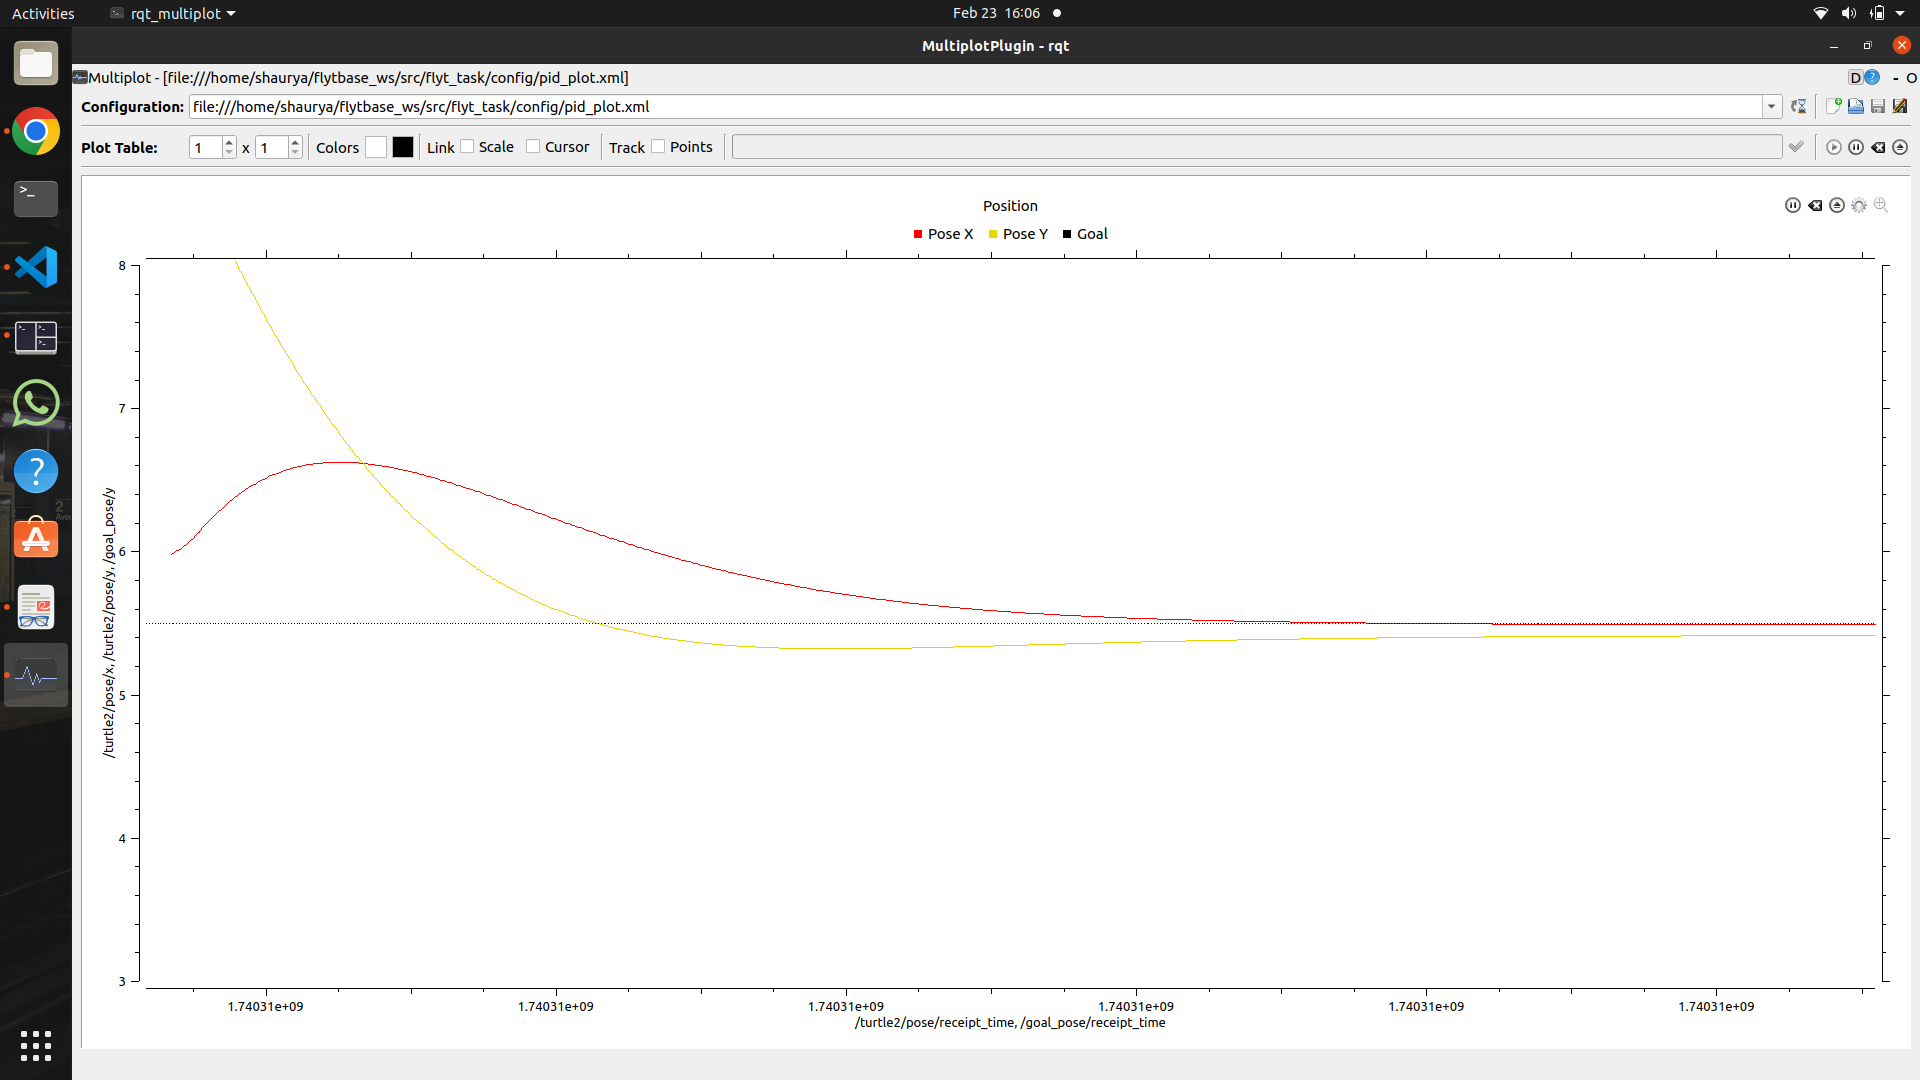 Activities rqt_multiplot Feb 23 16:06
MultiplotPlugin - rqt
Multiplot - [file:///home/shaurya/flytbase_ws/src/flyt_task/config/pid_plot.xml] D ? - O
Configuration: file:///home/shaurya/flytbase_ws/src/flyt_task/config/pid_plot.xml
Plot Table: 1 x 1 Colors Link Scale Cursor Track Points
Position
Pose X Pose Y Goal
8
7
6
5
4
3
/turtle2/pose/x, /turtle2/pose/y, /goal_pose/y
1.74031e+09 1.74031e+09 1.74031e+09 1.74031e+09 1.74031e+09 1.74031e+09
/turtle2/pose/receipt_time, /goal_pose/receipt_time